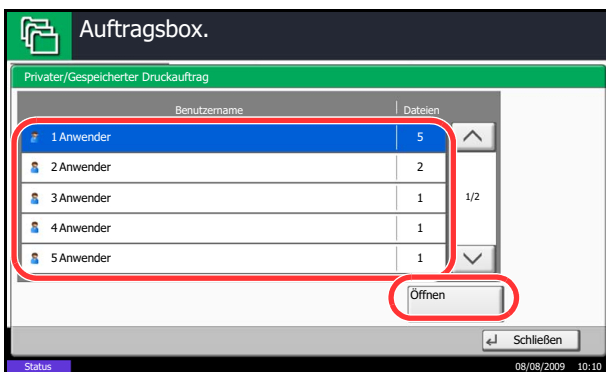 Auftragsbox.
Privater/Gespeicherter Druckauftrag
Benutzername Dateien
1 Anwender 5
2 Anwender 2
3 Anwender 1 1/2
4 Anwender 1
5 Anwender 1
Öffnen
Schließen
Status 08/08/2009 10:10